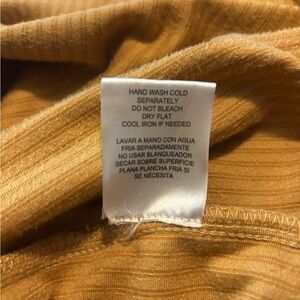 HAND WASH COLD
SEPARATELY
DO NOT BLEACH
DRY FLAT
COOL IRON IF NEEDED
LAVAR A MANO CON AGUA
FRIA SEPARADAMENTE
NO USAR BLANQUEADOR
SECAR SOBRE SUPERFICIE
PLANA PLANCHA FRIA SI
SE NECESITA